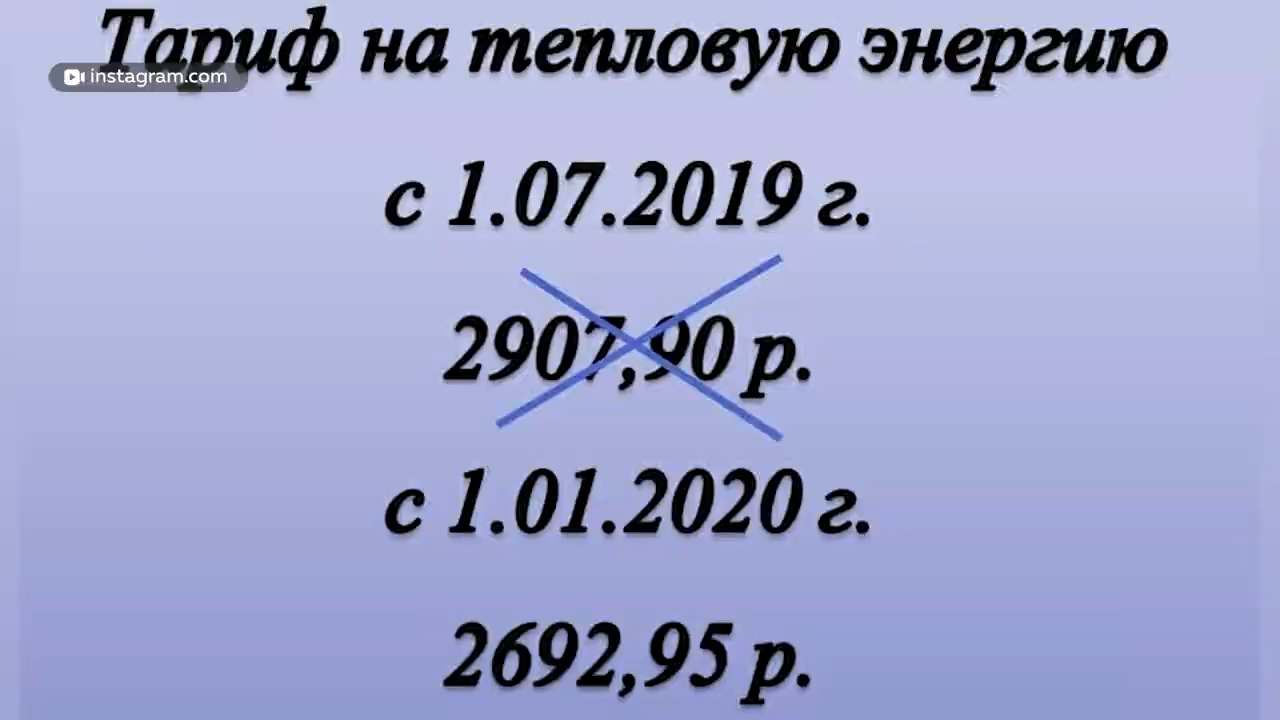 Тариф на тепловую энергию
instagram.com
с 1.07.2019 г.
2907,90 р.
с 1.01.2020 г.
2692,95 р.